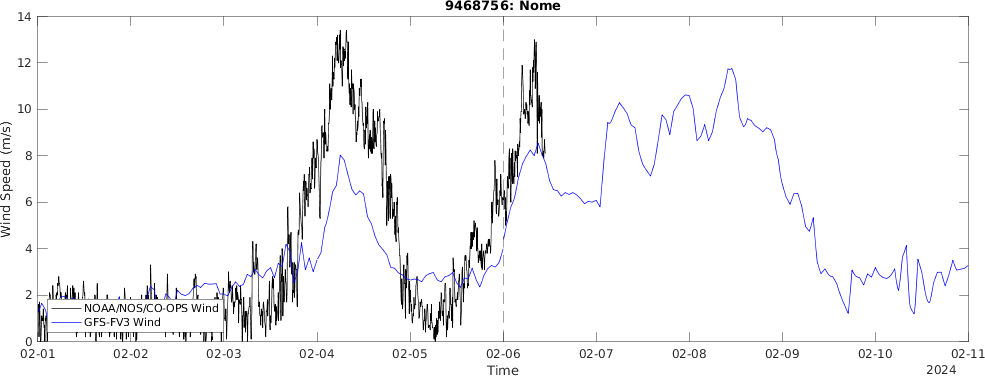 9468756: Nome
14
12
10
8
6
4
2
0
Wind Speed (m/s)
NOAA/NOS/CO-OPS Wind
GFS-FV3 Wind
02-01 02-02 02-03 02-04 02-05 02-06 02-07 02-08 02-09 02-10 02-11
Time
2024